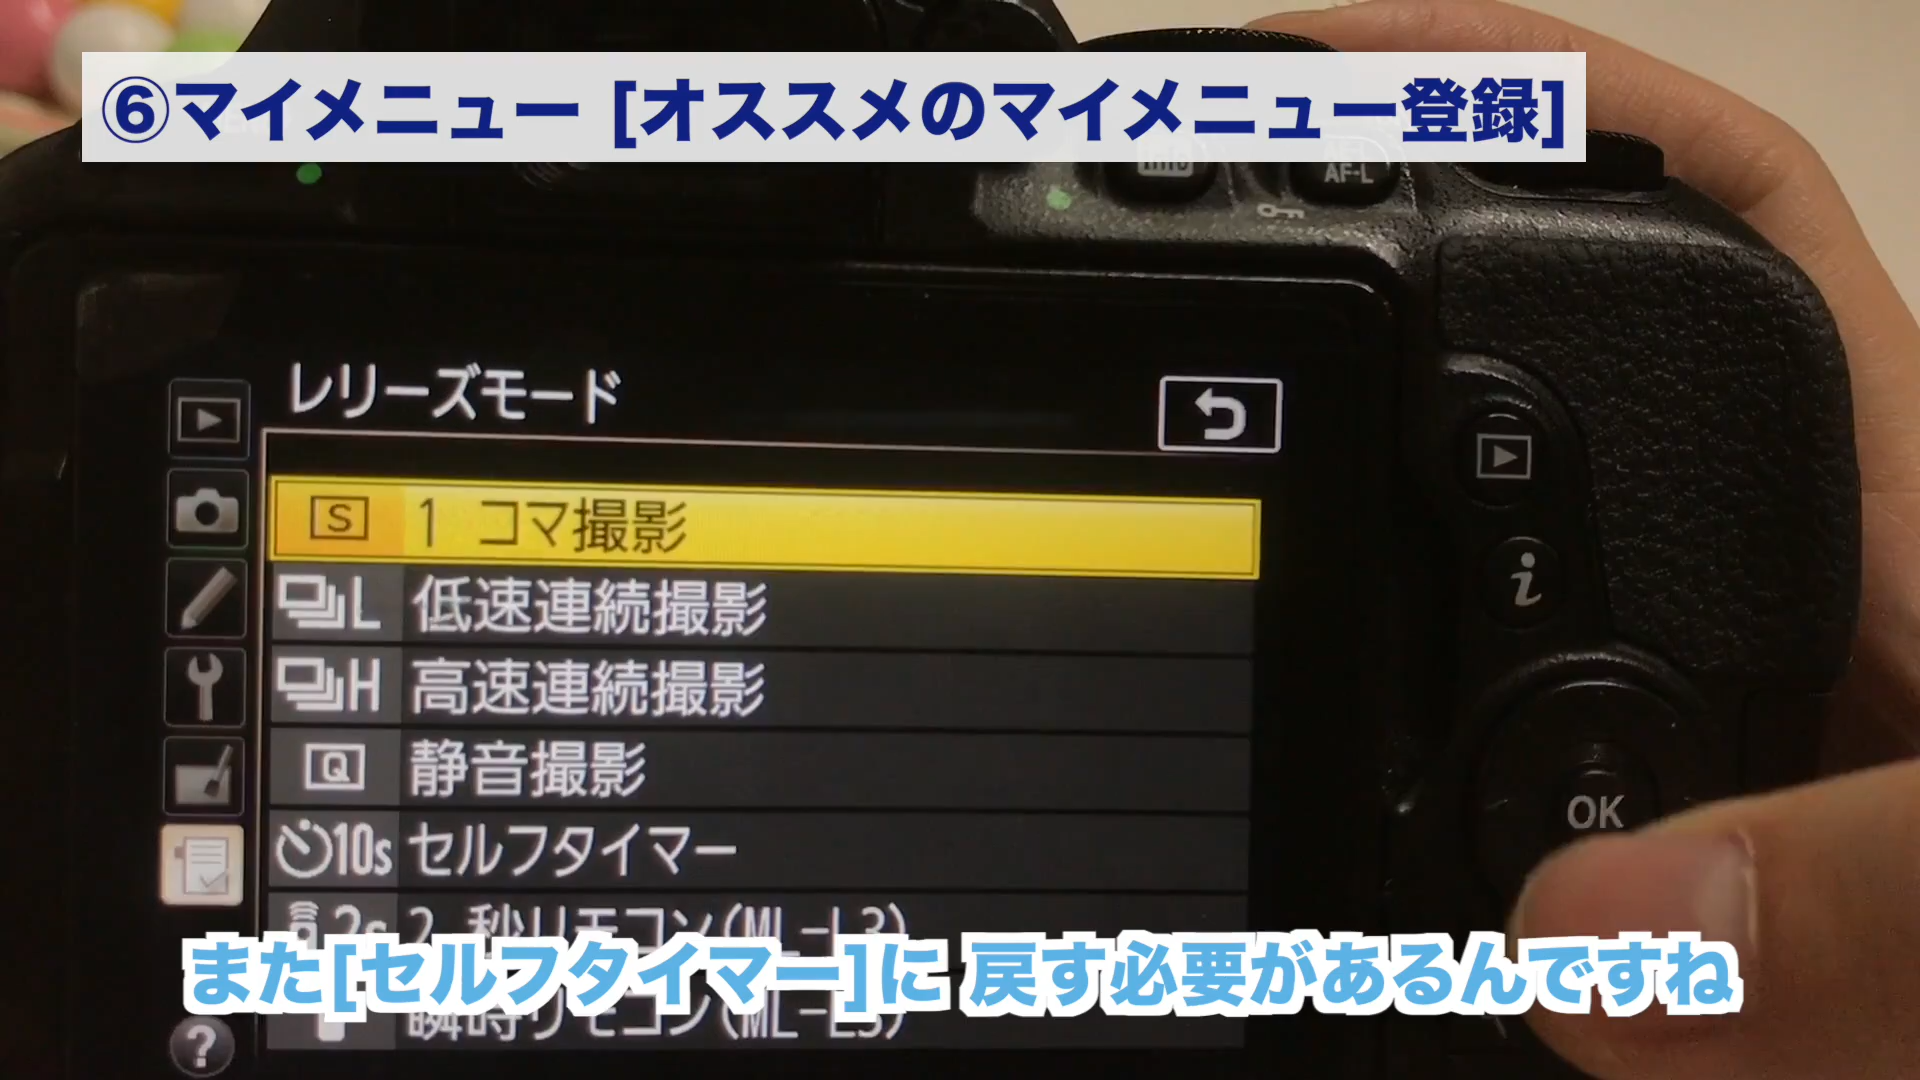 ⑥マイメニュー [オススメのマイメニュー登録]
info
AE-L
AF-L
レリーズモード
S 1 コマ撮影
L 低速連続撮影
H 高速連続撮影
Q 静音撮影
10s セルフタイマー
2s 2 秒リモコン(ML-L3)
また[セルフタイマー]に 戻す必要があるんですね
瞬時リモコン(ML-L3)
i
OK
?